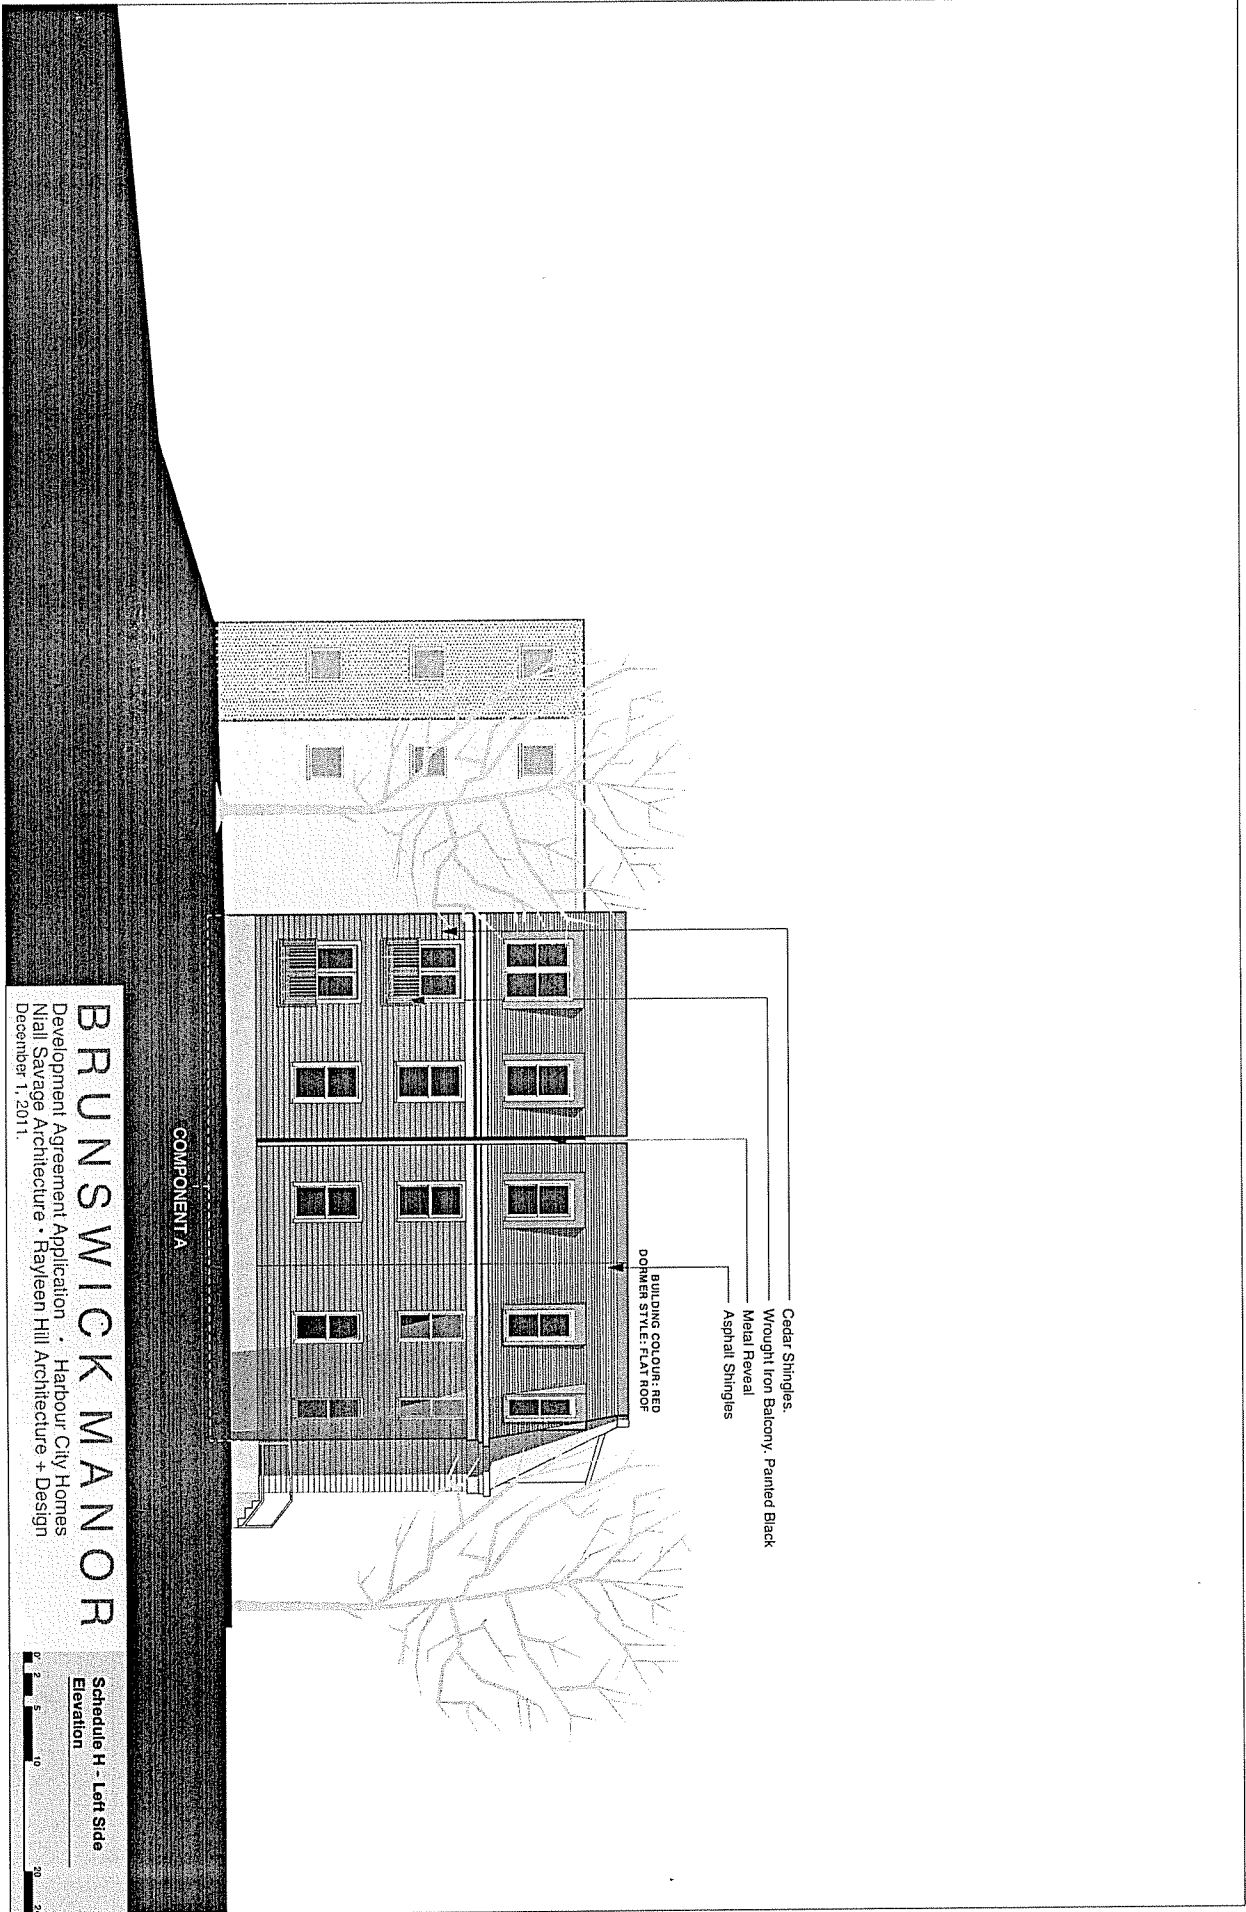 Cedar Shingles.
Wrought Iron Balcony. Painted Black
Metal Reveal
Asphalt Shingles
BUILDING COLOUR: RED
DORMER STYLE: FLAT ROOF
COMPONENT A
BRUNSWICK MANOR
Development Agreement Application • Harbour City Homes
Niall Savage Architecture • Rayleen Hill Architecture + Design
December 1, 2011.
Schedule H - Left Side
Elevation
0' 2 5 10 20